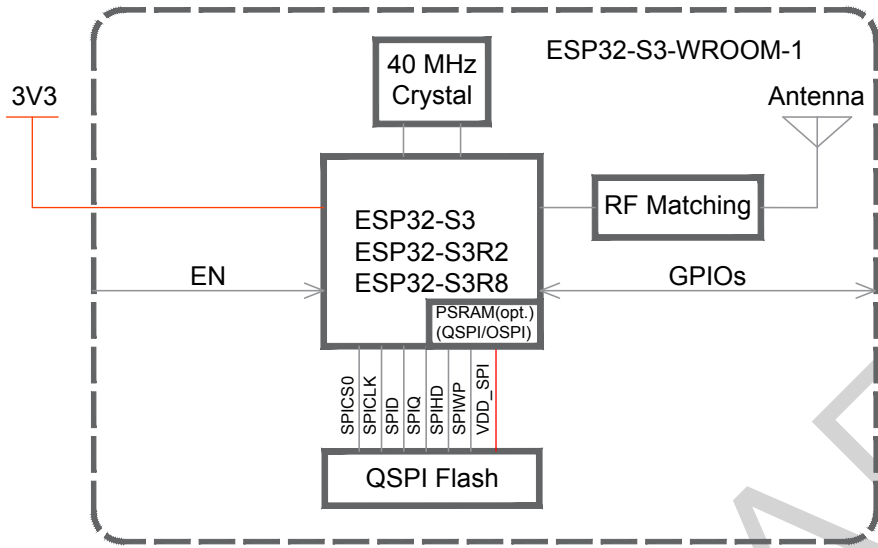 ESP32-S3-WROOM-1
40 MHz
Crystal
3V3
Antenna
RF Matching
ESP32-S3
ESP32-S3R2
ESP32-S3R8
EN
GPIOs
PSRAM(opt.)
(QSPI/OSPI)
SPICS0
SPICLK
SPID
SPIQ
SPIHD
SPIWP
VDD_SPI
QSPI Flash